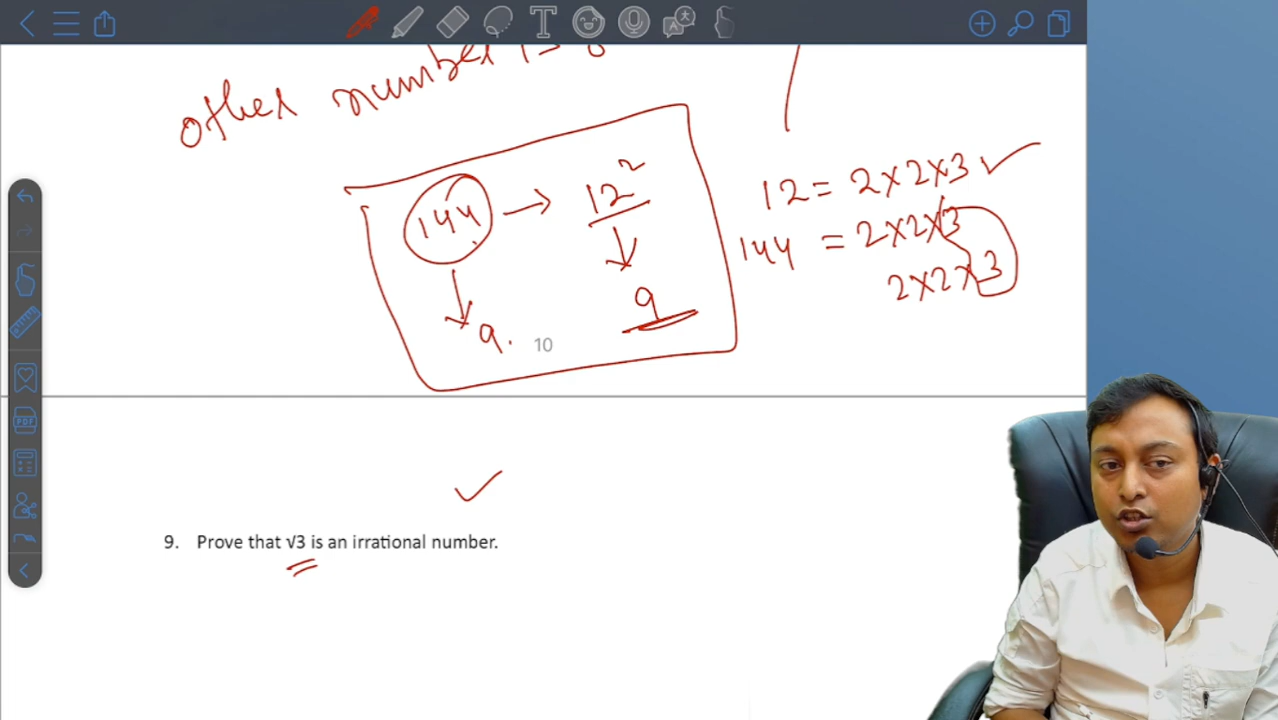 other number
144 → 12²
12 = 2×2×3 ✓
144 = 2×2×3
2×2×3
↓ ↓
9. 9
10
✓
9. Prove that √3 is an irrational number.
T
A
PDF